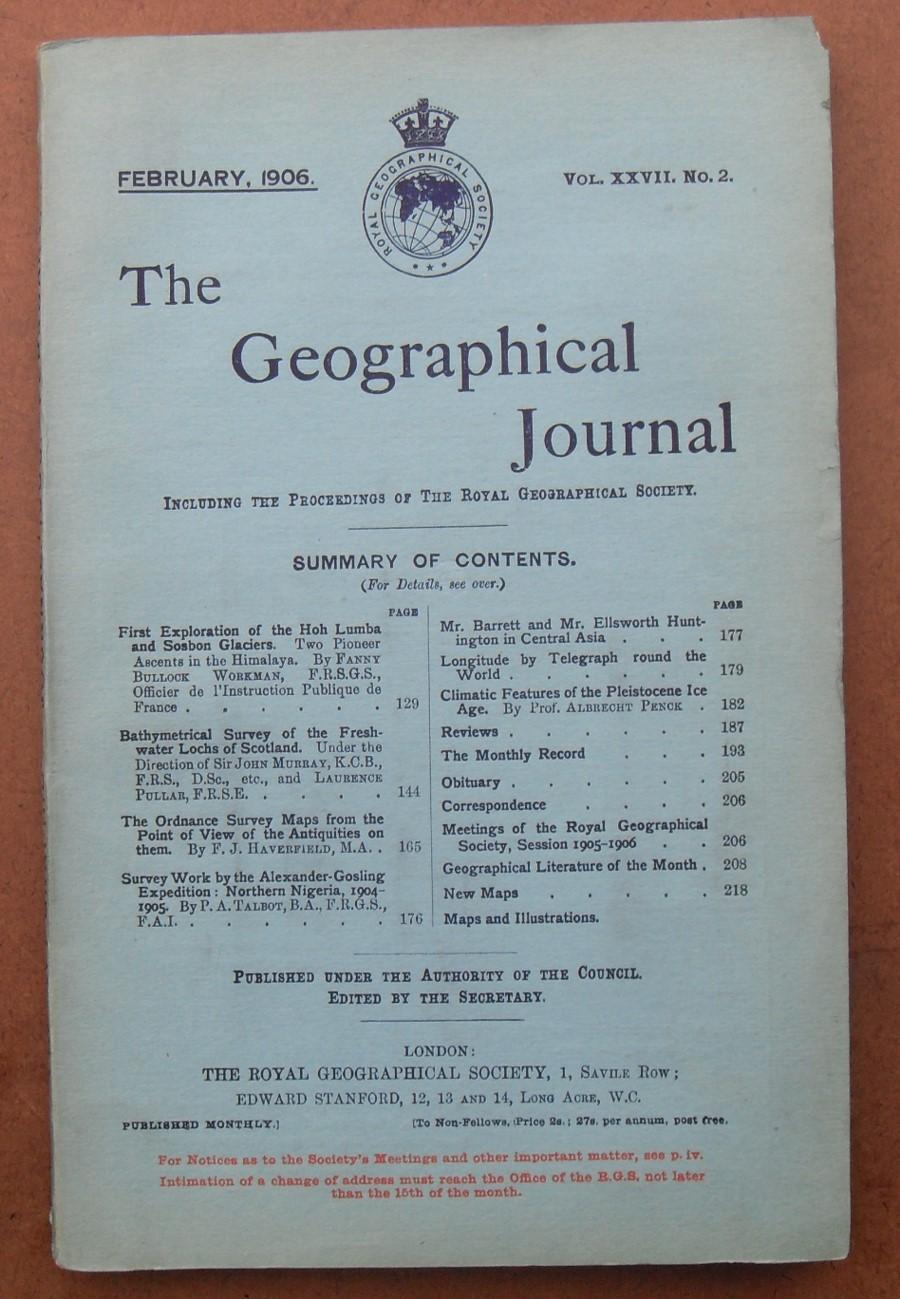 FEBRUARY, 1906.
ROYAL GEOGRAPHICAL SOCIETY
VOL. XXVII. No. 2.
The
Geographical
Journal
INCLUDING THE PROCEEDINGS OF THE ROYAL GEOGRAPHICAL SOCIETY.
SUMMARY OF CONTENTS.
(For Details, see over.)
PAGE
First Exploration of the Hoh Lumba
and Sosbon Glaciers. Two Pioneer
Ascents in the Himalaya. By FANNY
BULLOCK WORKMAN, F.R.S.G.S.,
Officier de l'Instruction Publique de
France . . . . . . 129
Bathymetrical Survey of the Fresh-
water Lochs of Scotland. Under the
Direction of Sir JOHN MURRAY, K.C.B.,
F.R.S., D.Sc., etc., and LAURENCE
PULLAR, F.R.S.E. . . . . 144
The Ordnance Survey Maps from the
Point of View of the Antiquities on
them. By F. J. HAVERFIELD, M.A. . 165
Survey Work by the Alexander-Gosling
Expedition: Northern Nigeria, 1904-
1905. By P. A. TALBOT, B.A., F.R.G.S.,
F.A.I. . . . . . . 176
PAGE
Mr. Barrett and Mr. Ellsworth Hunt-
ington in Central Asia . . . 177
Longitude by Telegraph round the
World . . . . . . 179
Climatic Features of the Pleistocene Ice
Age. By Prof. ALBRECHT PENCK . 182
Reviews . . . . . . 187
The Monthly Record . . . 193
Obituary . . . . . . 205
Correspondence . . . . 206
Meetings of the Royal Geographical
Society, Session 1905-1906 . . 206
Geographical Literature of the Month . 208
New Maps . . . . . 218
Maps and Illustrations.
PUBLISHED UNDER THE AUTHORITY OF THE COUNCIL.
EDITED BY THE SECRETARY.
LONDON:
THE ROYAL GEOGRAPHICAL SOCIETY, 1, SAVILE ROW;
EDWARD STANFORD, 12, 13 AND 14, LONG ACRE, W.C.
PUBLISHED MONTHLY.] [To Non-Fellows, Price 2s.; 27s. per annum, post free.
For Notices as to the Society's Meetings and other important matter, see p. iv.
Intimation of a change of address must reach the Office of the R.G.S. not later
than the 15th of the month.